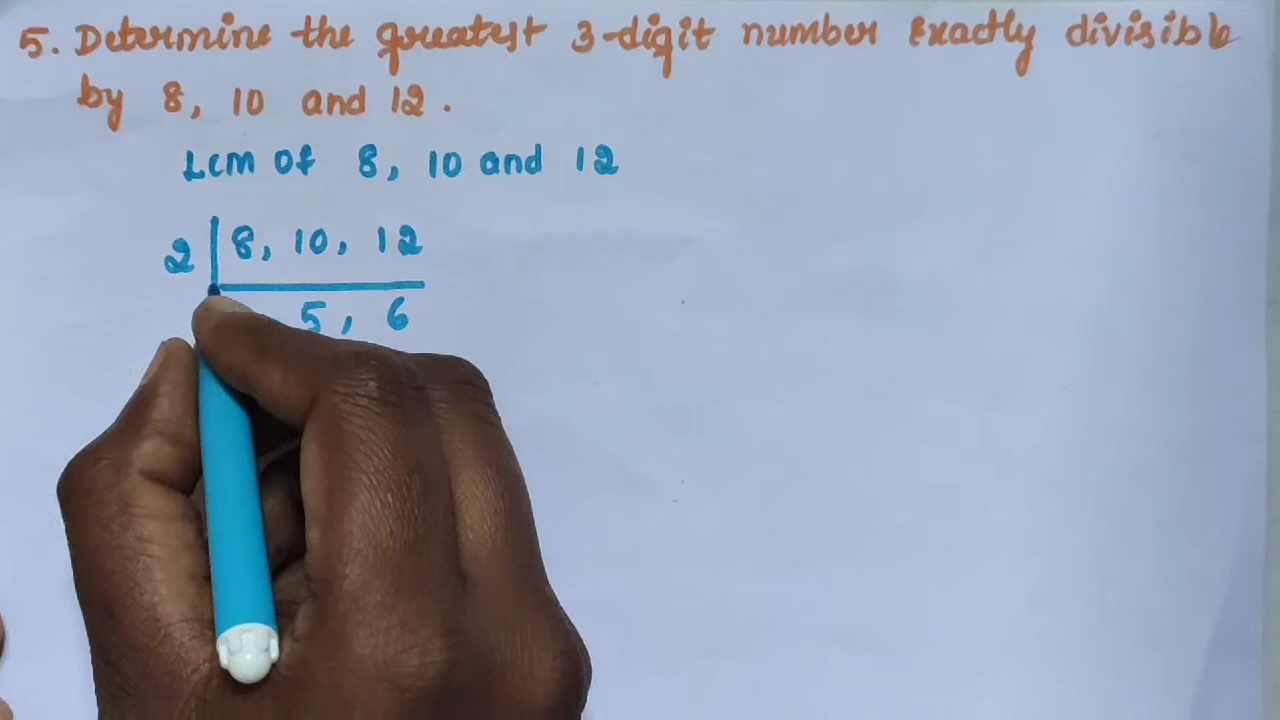 5. Determine the greatest 3-digit number Exactly divisible
by 8, 10 and 12.
Lcm of 8, 10 and 12
2 | 8, 10, 12
5, 6